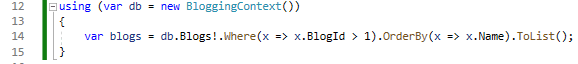 12 using (var db = new BloggingContext())
13 {
14 var blogs = db.Blogs!.Where(x => x.BlogId > 1).OrderBy(x => x.Name).ToList();
15 }